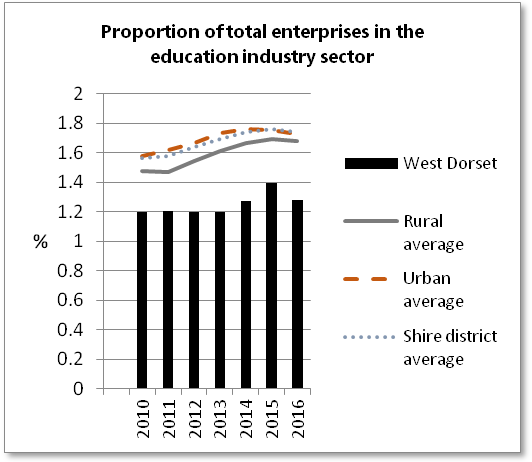 Proportion of total enterprises in the
education industry sector
2
1.8
1.6
1.4
1.2
1
0.8
0.6
0.4
0.2
0
%
2010
2011
2012
2013
2014
2015
2016
West Dorset
Rural
average
Urban
average
Shire district
average